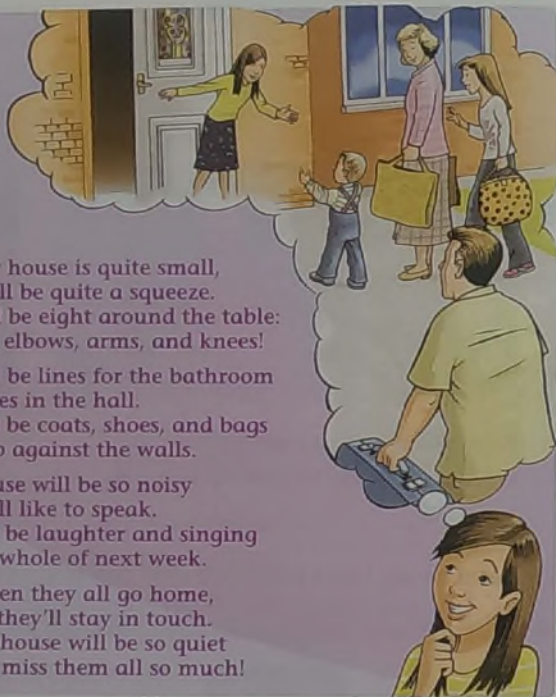 house is quite small,
ll be quite a squeeze.
be eight around the table:
elbows, arms, and knees!
be lines for the bathroom
es in the hall.
be coats, shoes, and bags
against the walls.
use will be so noisy
ll like to speak.
be laughter and singing
whole of next week.
en they all go home,
they'll stay in touch.
house will be so quiet
miss them all so much!